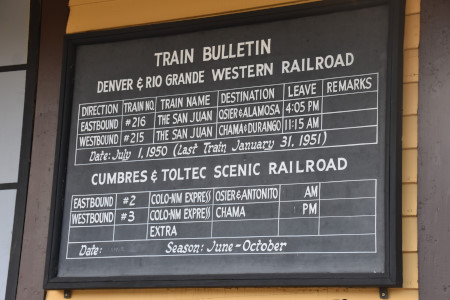 TRAIN BULLETIN
DENVER & RIO GRANDE WESTERN RAILROAD
DIRECTION TRAIN NO. TRAIN NAME DESTINATION LEAVE REMARKS
EASTBOUND #216 THE SAN JUAN OSIER & ALAMOSA 4:05 PM
WESTBOUND #215 THE SAN JUAN CHAMA & DURANGO 11:15 AM
Date: July 1, 1950 (Last Train January 31, 1951)
CUMBRES & TOLTEC SCENIC RAILROAD
EASTBOUND #2 COLO-NM EXPRESS OSIER & ANTONITO AM
WESTBOUND #3 COLO-NM EXPRESS CHAMA PM
EXTRA
Date: Season: June-October